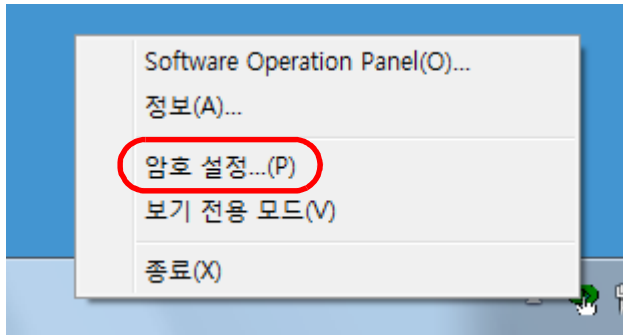 Software Operation Panel(O)...
정보(A)...
암호 설정...(P)
보기 전용 모드(V)
종료(X)